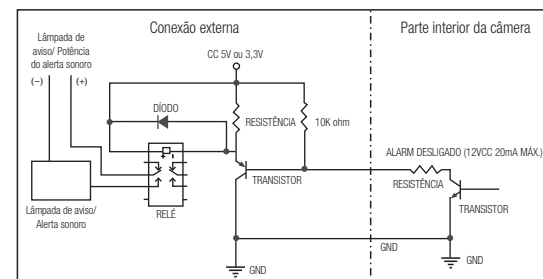 Conexão externa
Parte interior da câmera
Lâmpada de
aviso/ Potência
do alerta sonoro
(−) (+)
CC 5V ou 3,3V
DÍODO
RESISTÊNCIA
10K ohm
ALARM DESLIGADO (12VCC 20mA MÁX.)
RESISTÊNCIA
TRANSISTOR
TRANSISTOR
RELÉ
Lâmpada de aviso/
Alerta sonoro
GND
GND
GND